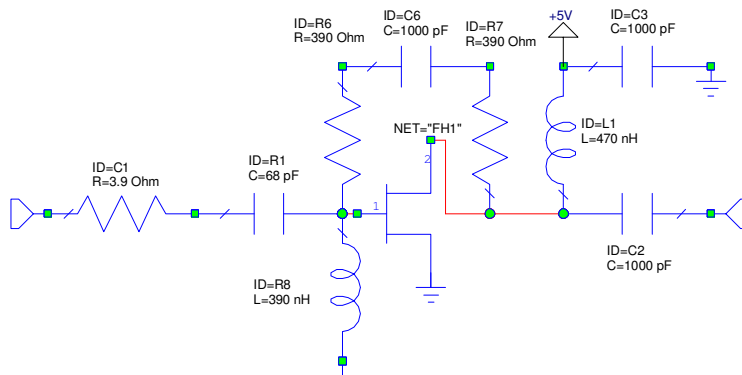 ID=R6
R=390 Ohm
ID=C6
C=1000 pF
ID=R7
R=390 Ohm
+5V
ID=C3
C=1000 pF
NET="FH1"
2
ID=L1
L=470 nH
ID=C1
R=3.9 Ohm
ID=R1
C=68 pF
1
ID=R8
L=390 nH
ID=C2
C=1000 pF